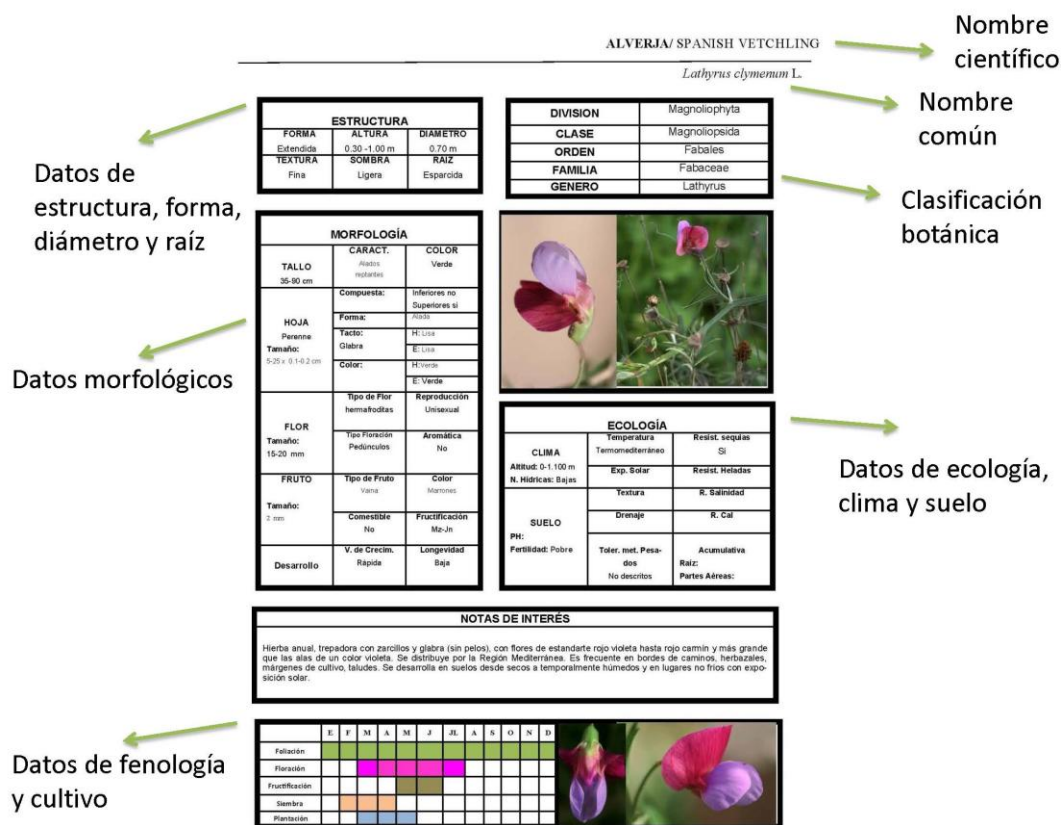 ALVERJA/ SPANISH VETCHLING
Lathyrus clymenum L.
Nombre
científico
Nombre
común
Clasificación
botánica
Datos de
estructura, forma,
diámetro y raíz
Datos morfológicos
Datos de ecología,
clima y suelo
Datos de fenología
y cultivo
ESTRUCTURA
FORMA ALTURA DIAMETRO
Extendida 0.30 -1.00 m 0.70 m
TEXTURA SOMBRA RAIZ
Fina Ligera Esparcida
DIVISION Magnoliophyta
CLASE Magnoliopsida
ORDEN Fabales
FAMILIA Fabaceae
GENERO Lathyrus
MORFOLOGÍA
TALLO
35-90 cm
CARACT.
Alados
reptantes
COLOR
Verde
HOJA
Perenne
Tamaño:
5-25 x 0.1-0.2 cm
Compuesta: Inferiores no
Superiores si
Forma: Alada
Tacto: H: Lisa
Glabra
E: Lisa
Color: H:Verde
E: Verde
FLOR
Tamaño:
15-20 mm
Tipo de Flor Reproducción
hermafroditas Unisexual
Tipo Floración Aromática
Pedúnculos No
FRUTO
Tamaño:
2 mm
Tipo de Fruto Color
Vaina Marrones
Comestible Fructificación
No Mz-Jn
Desarrollo
V. de Crecim. Longevidad
Rápida Baja
ECOLOGÍA
CLIMA
Altitud: 0-1.100 m
N. Hídricas: Bajas
Temperatura Resist. sequías
Termomediterráneo Si
Exp. Solar Resist. Heladas
SUELO
PH:
Fertilidad: Pobre
Textura R. Salinidad
Drenaje R. Cal
Toler. met. Pesa-
dos
No descritos
Acumulativa
Raíz:
Partes Aéreas:
NOTAS DE INTERÉS
Hierba anual, trepadora con zarcillos y glabra (sin pelos), con flores de estandarte rojo violeta hasta rojo carmín y más grande
que las alas de un color violeta. Se distribuye por la Región Mediterránea. Es frecuente en bordes de caminos, herbazales,
márgenes de cultivo, taludes. Se desarrolla en suelos desde secos a temporalmente húmedos y en lugares no fríos con expo-
sición solar.
E F M A M J JL A S O N D
Foliación
Floración
Fructificación
Siembra
Plantación